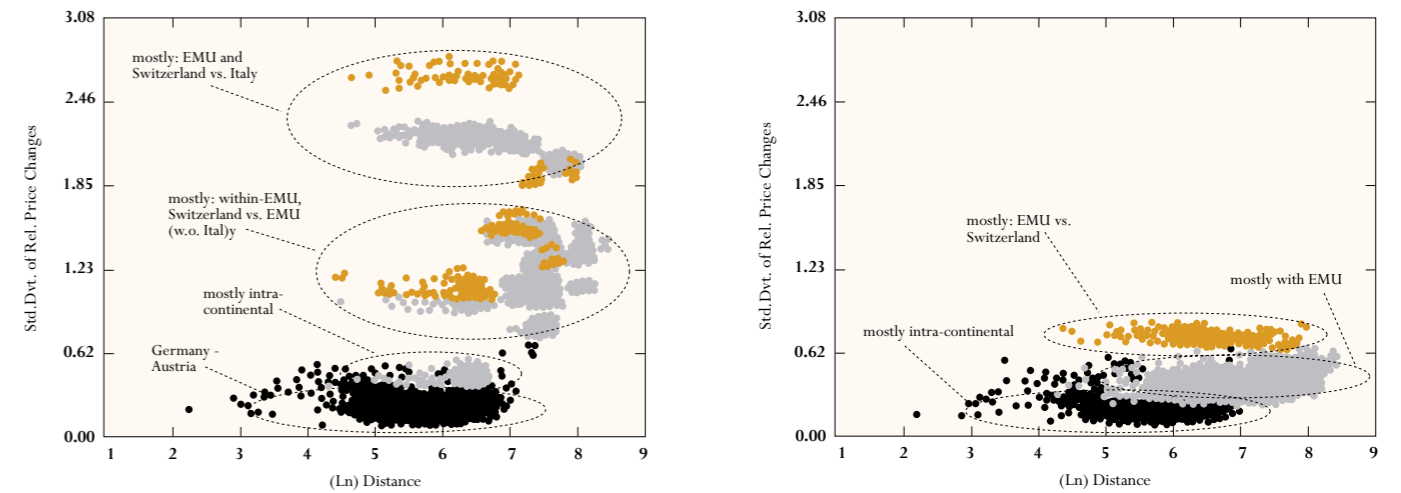 3.08
2.46
1.85
1.23
0.62
0.00
Std.Dvt. of Rel. Price Changes
mostly: EMU and
Switzerland vs. Italy
mostly: within-EMU,
Switzerland vs. EMU
(w.o. Ital)y
mostly intra-
continental
Germany -
Austria
1 2 3 4 5 6 7 8 9
(Ln) Distance
3.08
2.46
1.85
1.23
0.62
0.00
Std.Dvt. of Rel. Price Changes
mostly: EMU vs.
Switzerland
mostly with EMU
mostly intra-continental
1 2 3 4 5 6 7 8 9
(Ln) Distance